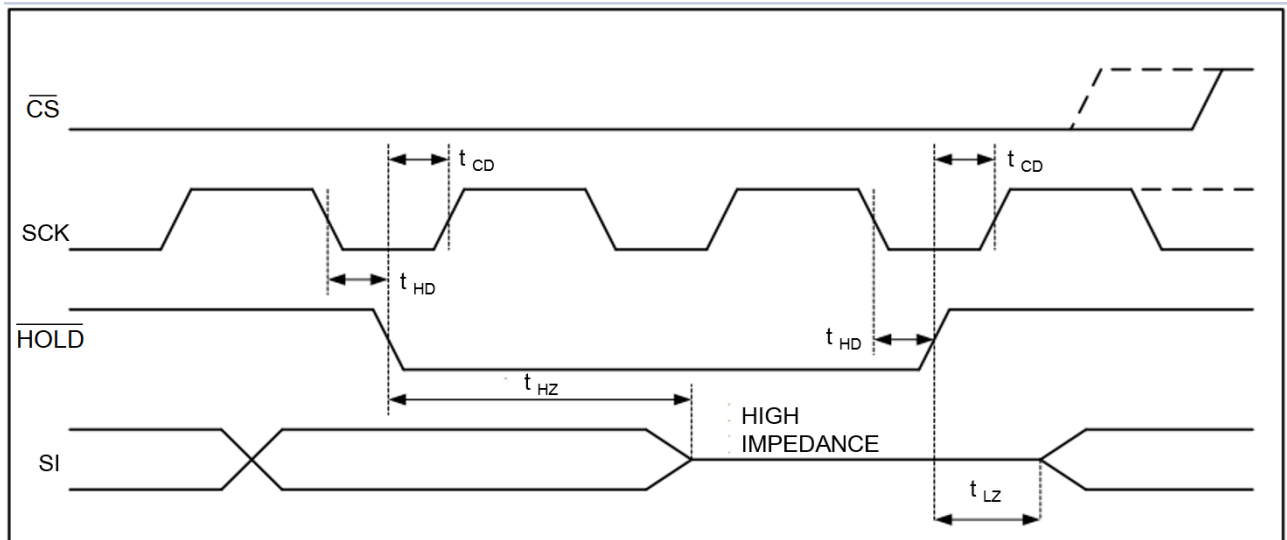 CS
t CD
t CD
SCK
t HD
HOLD
t HD
t HZ
HIGH
IMPEDANCE
SI
t LZ